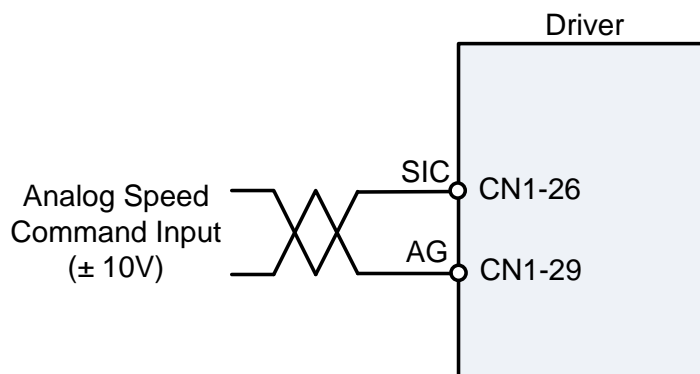 Driver
SIC
CN1-26
Analog Speed
Command Input
(± 10V)
AG
CN1-29